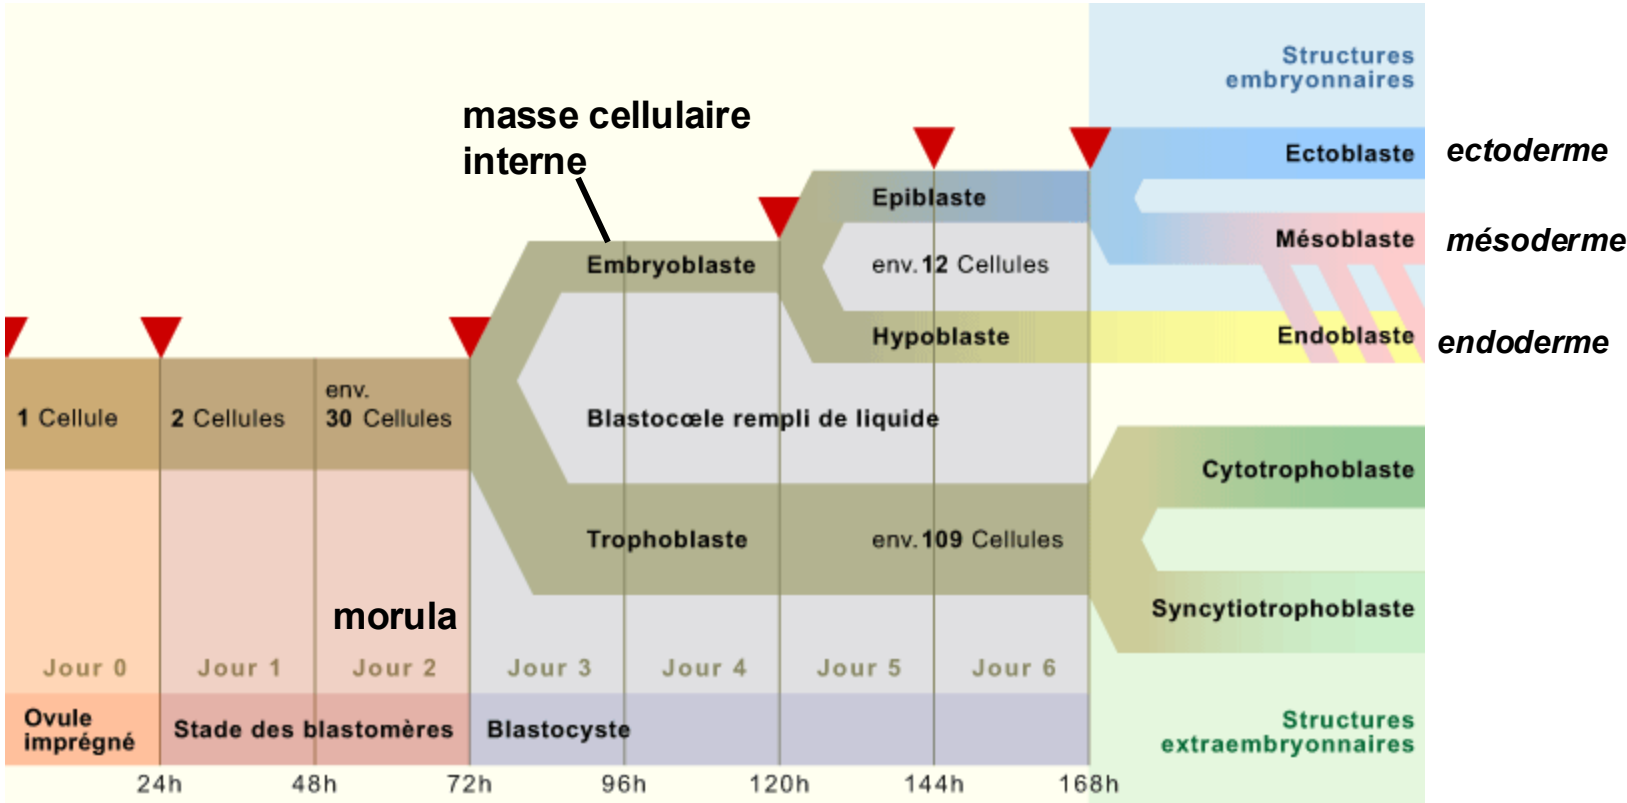 Structures
embryonnaires
masse cellulaire
interne
Ectoblaste
ectoderme
Epiblaste
Mésoblaste
mésoderme
Embryoblaste
env. 12 Cellules
Hypoblaste
Endoblaste
endoderme
1 Cellule
2 Cellules
env.
30 Cellules
Blastocœle rempli de liquide
Cytotrophoblaste
Trophoblaste
env. 109 Cellules
Syncytiotrophoblaste
morula
Jour 0
Jour 1
Jour 2
Jour 3
Jour 4
Jour 5
Jour 6
Ovule
imprégné
Stade des blastomères
Blastocyste
Structures
extraembryonnaires
24h
48h
72h
96h
120h
144h
168h